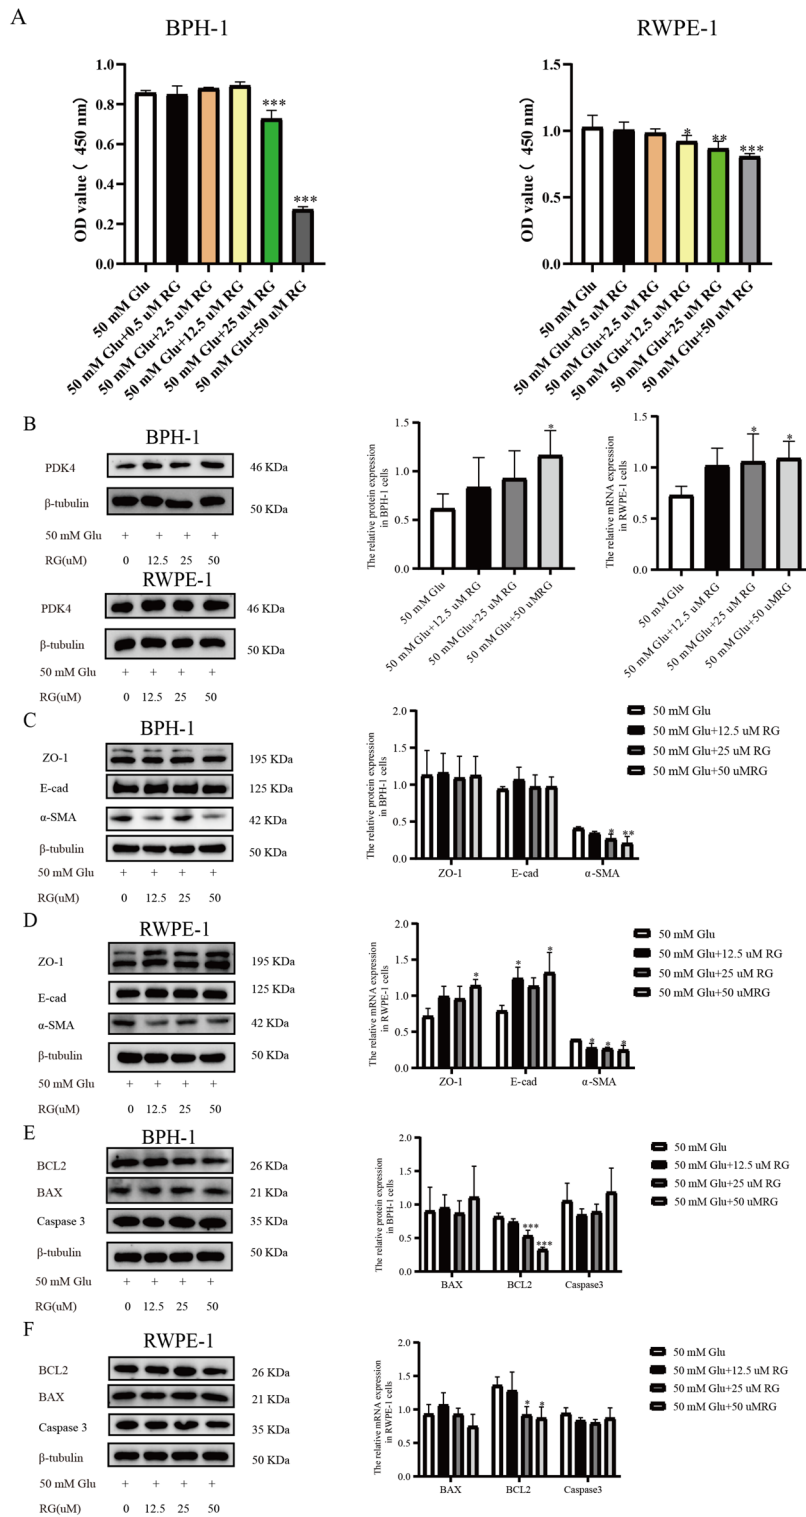 A
BPH-1
OD value ( 450 nm)
1.0
0.8
0.6
0.4
0.2
0.0
***
***
50 mM Glu
50 mM Glu+0.5 uM RG
50 mM Glu+2.5 uM RG
50 mM Glu+12.5 uM RG
50 mM Glu+25 uM RG
50 mM Glu+50 uM RG
RWPE-1
OD value ( 450 nm)
1.5
1.0
0.5
0.0
*
**
***
50 mM Glu
50 mM Glu+0.5 uM RG
50 mM Glu+2.5 uM RG
50 mM Glu+12.5 uM RG
50 mM Glu+25 uM RG
50 mM Glu+50 uM RG
B
BPH-1
PDK4 46 KDa
β-tubulin 50 KDa
50 mM Glu + + + +
RG(uM) 0 12.5 25 50
RWPE-1
PDK4 46 KDa
β-tubulin 50 KDa
50 mM Glu + + + +
RG(uM) 0 12.5 25 50
The relative protein expression
in BPH-1 cells
1.5
1.0
0.5
0.0
*
50 mM Glu
50 mM Glu+12.5 uM RG
50 mM Glu+25 uM RG
50 mM Glu+50 uMRG
The relative mRNA expression
in RWPE-1 cells
1.5
1.0
0.5
0.0
*
*
50 mM Glu
50 mM Glu+12.5 uM RG
50 mM Glu+25 uM RG
50 mM Glu+50 uMRG
C
BPH-1
ZO-1 195 KDa
E-cad 125 KDa
α-SMA 42 KDa
β-tubulin 50 KDa
50 mM Glu + + + +
RG(uM) 0 12.5 25 50
The relative protein expression
in BPH-1 cells
2.0
1.5
1.0
0.5
0.0
* **
ZO-1 E-cad α-SMA
50 mM Glu
50 mM Glu+12.5 uM RG
50 mM Glu+25 uM RG
50 mM Glu+50 uMRG
D
RWPE-1
ZO-1 195 KDa
E-cad 125 KDa
α-SMA 42 KDa
β-tubulin 50 KDa
50 mM Glu + + + +
RG(uM) 0 12.5 25 50
The relative mRNA expression
in RWPE-1 cells
2.0
1.5
1.0
0.5
0.0
* * * * * *
ZO-1 E-cad α-SMA
50 mM Glu
50 mM Glu+12.5 uM RG
50 mM Glu+25 uM RG
50 mM Glu+50 uMRG
E
BPH-1
BCL2 26 KDa
BAX 21 KDa
Caspase 3 35 KDa
β-tubulin 50 KDa
50 mM Glu + + + +
RG(uM) 0 12.5 25 50
The relative protein expression
in BPH-1 cells
2.0
1.5
1.0
0.5
0.0
*** ***
BAX BCL2 Caspase3
50 mM Glu
50 mM Glu+12.5 uM RG
50 mM Glu+25 uM RG
50 mM Glu+50 uMRG
F
RWPE-1
BCL2 26 KDa
BAX 21 KDa
Caspase 3 35 KDa
β-tubulin 50 KDa
50 mM Glu + + + +
RG(uM) 0 12.5 25 50
The relative mRNA expression
in RWPE-1 cells
2.0
1.5
1.0
0.5
0.0
* *
BAX BCL2 Caspase3
50 mM Glu
50 mM Glu+12.5 uM RG
50 mM Glu+25 uM RG
50 mM Glu+50 uMRG